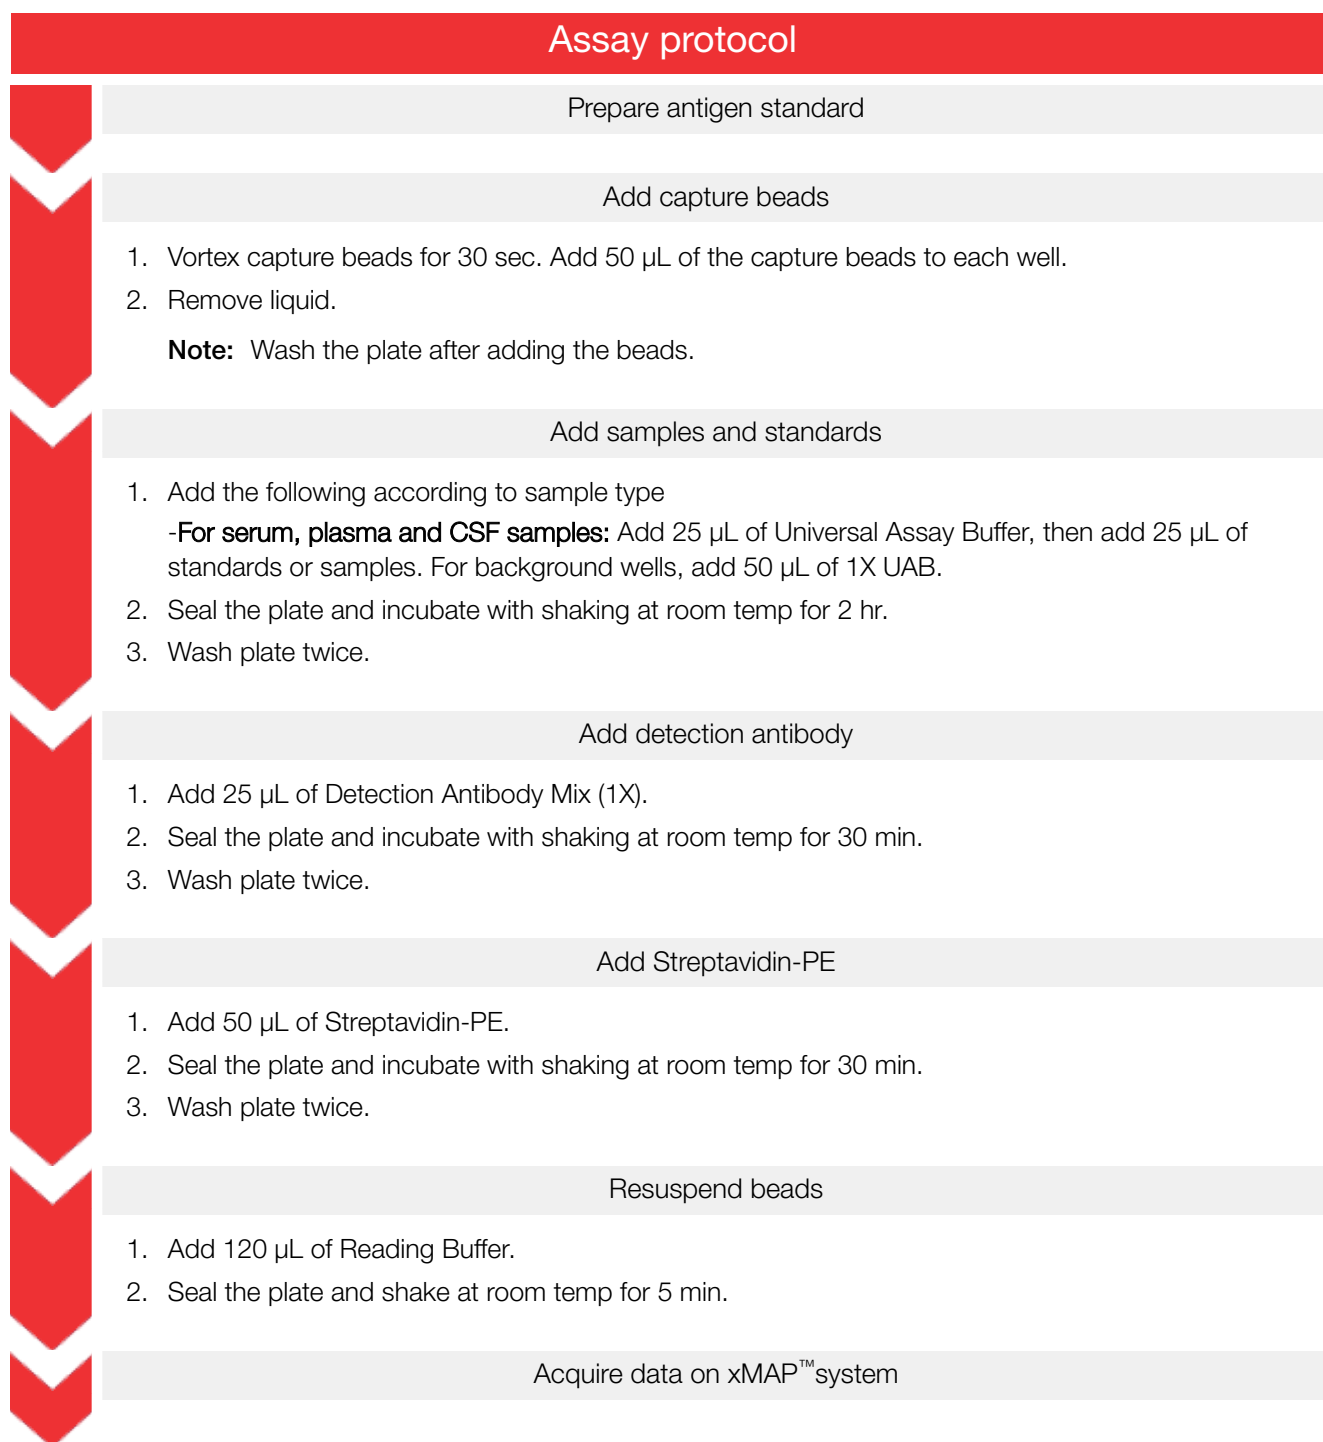 Assay protocol
Prepare antigen standard
Add capture beads
1. Vortex capture beads for 30 sec. Add 50 µL of the capture beads to each well.
2. Remove liquid.
Note: Wash the plate after adding the beads.
Add samples and standards
1. Add the following according to sample type
-For serum, plasma and CSF samples: Add 25 µL of Universal Assay Buffer, then add 25 µL of
standards or samples. For background wells, add 50 µL of 1X UAB.
2. Seal the plate and incubate with shaking at room temp for 2 hr.
3. Wash plate twice.
Add detection antibody
1. Add 25 µL of Detection Antibody Mix (1X).
2. Seal the plate and incubate with shaking at room temp for 30 min.
3. Wash plate twice.
Add Streptavidin-PE
1. Add 50 µL of Streptavidin-PE.
2. Seal the plate and incubate with shaking at room temp for 30 min.
3. Wash plate twice.
Resuspend beads
1. Add 120 µL of Reading Buffer.
2. Seal the plate and shake at room temp for 5 min.
Acquire data on xMAP™system